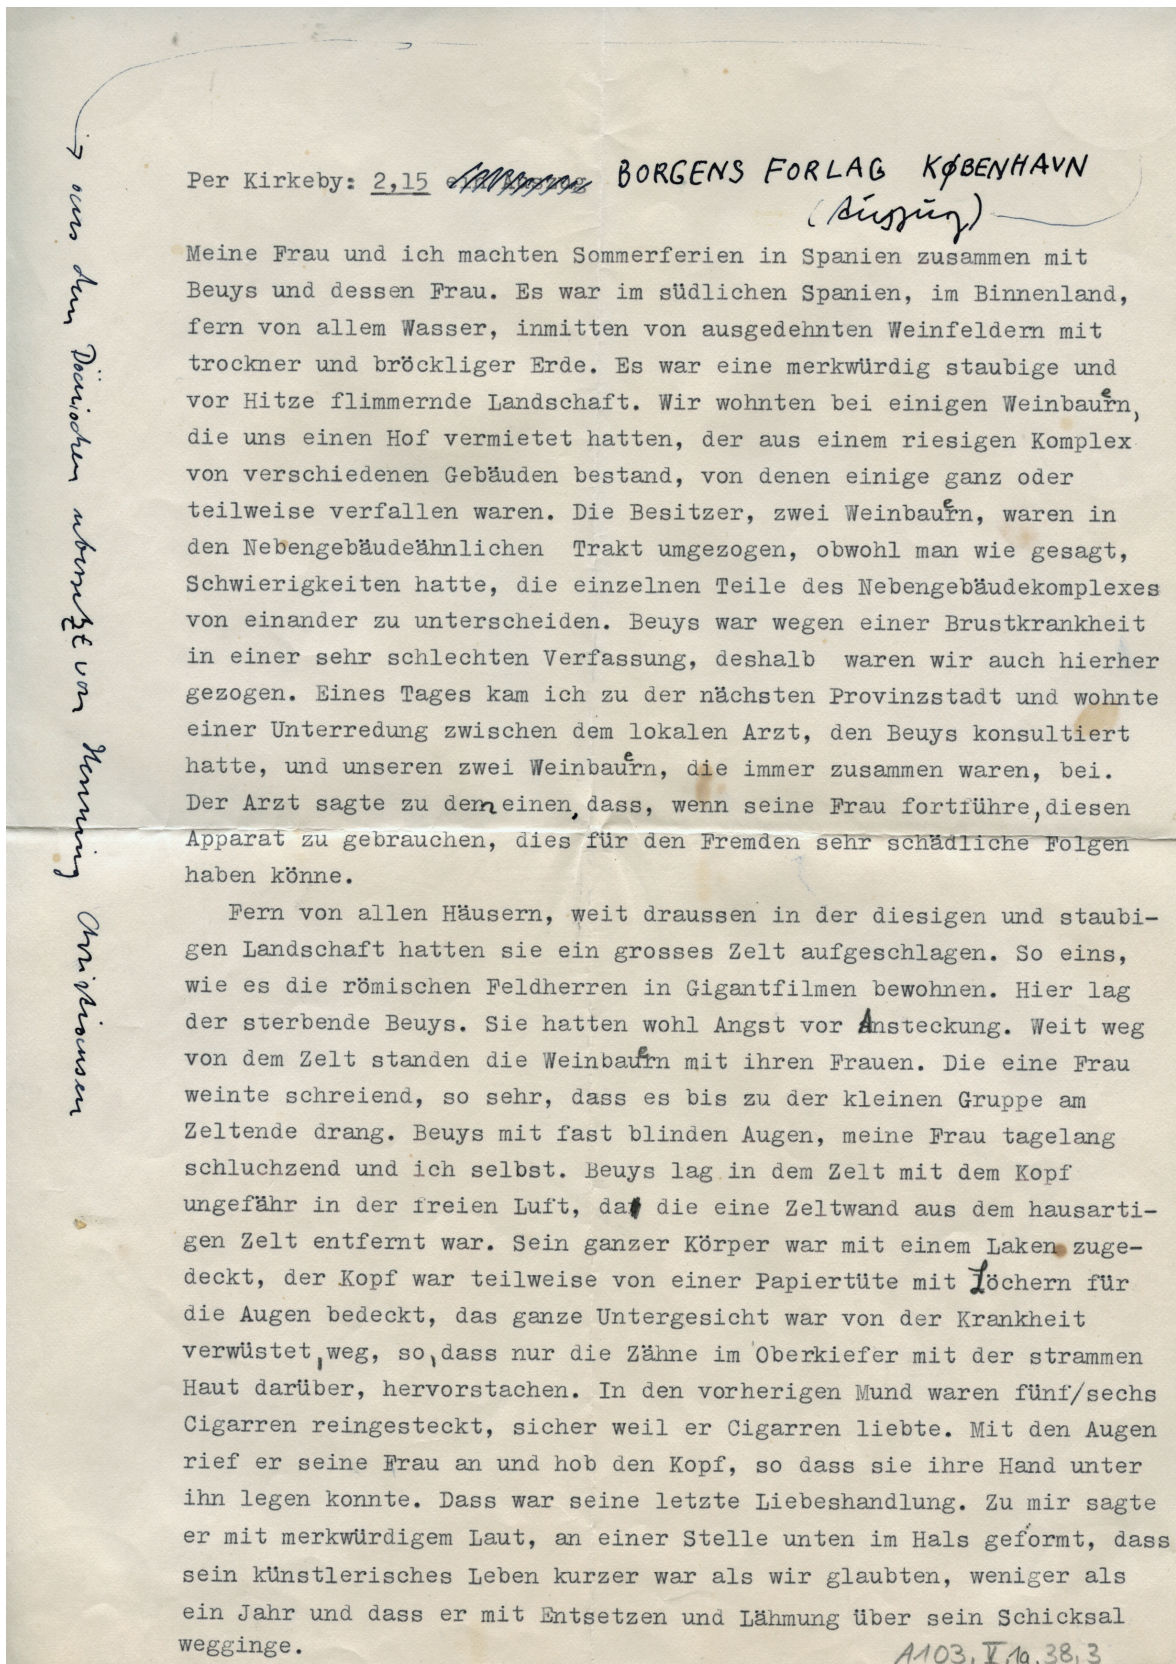 Per Kirkeby: 2,15 BORGENS FORLAG KØBENHAVN
(Auszug)
→ aus dem Dänischen übersetzt von Henning Christiansen
Meine Frau und ich machten Sommerferien in Spanien zusammen mit
Beuys und dessen Frau. Es war im südlichen Spanien, im Binnenland,
fern von allem Wasser, inmitten von ausgedehnten Weinfeldern mit
trockner und bröckliger Erde. Es war eine merkwürdig staubige und
vor Hitze flimmernde Landschaft. Wir wohnten bei einigen Weinbauern,
die uns einen Hof vermietet hatten, der aus einem riesigen Komplex
von verschiedenen Gebäuden bestand, von denen einige ganz oder
teilweise verfallen waren. Die Besitzer, zwei Weinbauern, waren in
den Nebengebäudeähnlichen Trakt umgezogen, obwohl man wie gesagt,
Schwierigkeiten hatte, die einzelnen Teile des Nebengebäudekomplexes
von einander zu unterscheiden. Beuys war wegen einer Brustkrankheit
in einer sehr schlechten Verfassung, deshalb waren wir auch hierher
gezogen. Eines Tages kam ich zu der nächsten Provinzstadt und wohnte
einer Unterredung zwischen dem lokalen Arzt, den Beuys konsultiert
hatte, und unseren zwei Weinbauern, die immer zusammen waren, bei.
Der Arzt sagte zu dem einen, dass, wenn seine Frau fortführe, diesen
Apparat zu gebrauchen, dies für den Fremden sehr schädliche Folgen
haben könne.
Fern von allen Häusern, weit draussen in der diesigen und staubi-
gen Landschaft hatten sie ein grosses Zelt aufgeschlagen. So eins,
wie es die römischen Feldherren in Gigantfilmen bewohnen. Hier lag
der sterbende Beuys. Sie hatten wohl Angst vor Ansteckung. Weit weg
von dem Zelt standen die Weinbauern mit ihren Frauen. Die eine Frau
weinte schreiend, so sehr, dass es bis zu der kleinen Gruppe am
Zeltende drang. Beuys mit fast blinden Augen, meine Frau tagelang
schluchzend und ich selbst. Beuys lag in dem Zelt mit dem Kopf
ungefähr in der freien Luft, da die eine Zeltwand aus dem hausarti-
gen Zelt entfernt war. Sein ganzer Körper war mit einem Laken zuge-
deckt, der Kopf war teilweise von einer Papiertüte mit Löchern für
die Augen bedeckt, das ganze Untergesicht war von der Krankheit
verwüstet, weg, so, dass nur die Zähne im Oberkiefer mit der strammen
Haut darüber, hervorstachen. In den vorherigen Mund waren fünf/sechs
Cigarren reingesteckt, sicher weil er Cigarren liebte. Mit den Augen
rief er seine Frau an und hob den Kopf, so dass sie ihre Hand unter
ihn legen konnte. Dass war seine letzte Liebeshandlung. Zu mir sagte
er mit merkwürdigem Laut, an einer Stelle unten im Hals geformt, dass
sein künstlerisches Leben kurzer war als wir glaubten, weniger als
ein Jahr und dass er mit Entsetzen und Lähmung über sein Schicksal
wegginge.
A103, V, 1a, 38, 3